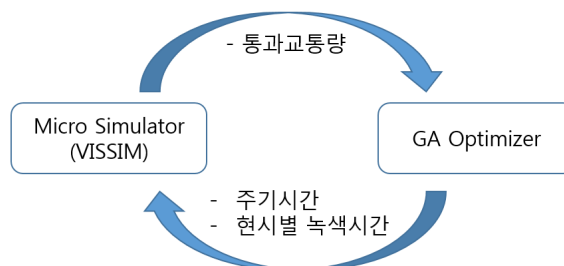 - 통과교통량
Micro Simulator
(VISSIM)
GA Optimizer
- 주기시간
- 현시별 녹색시간